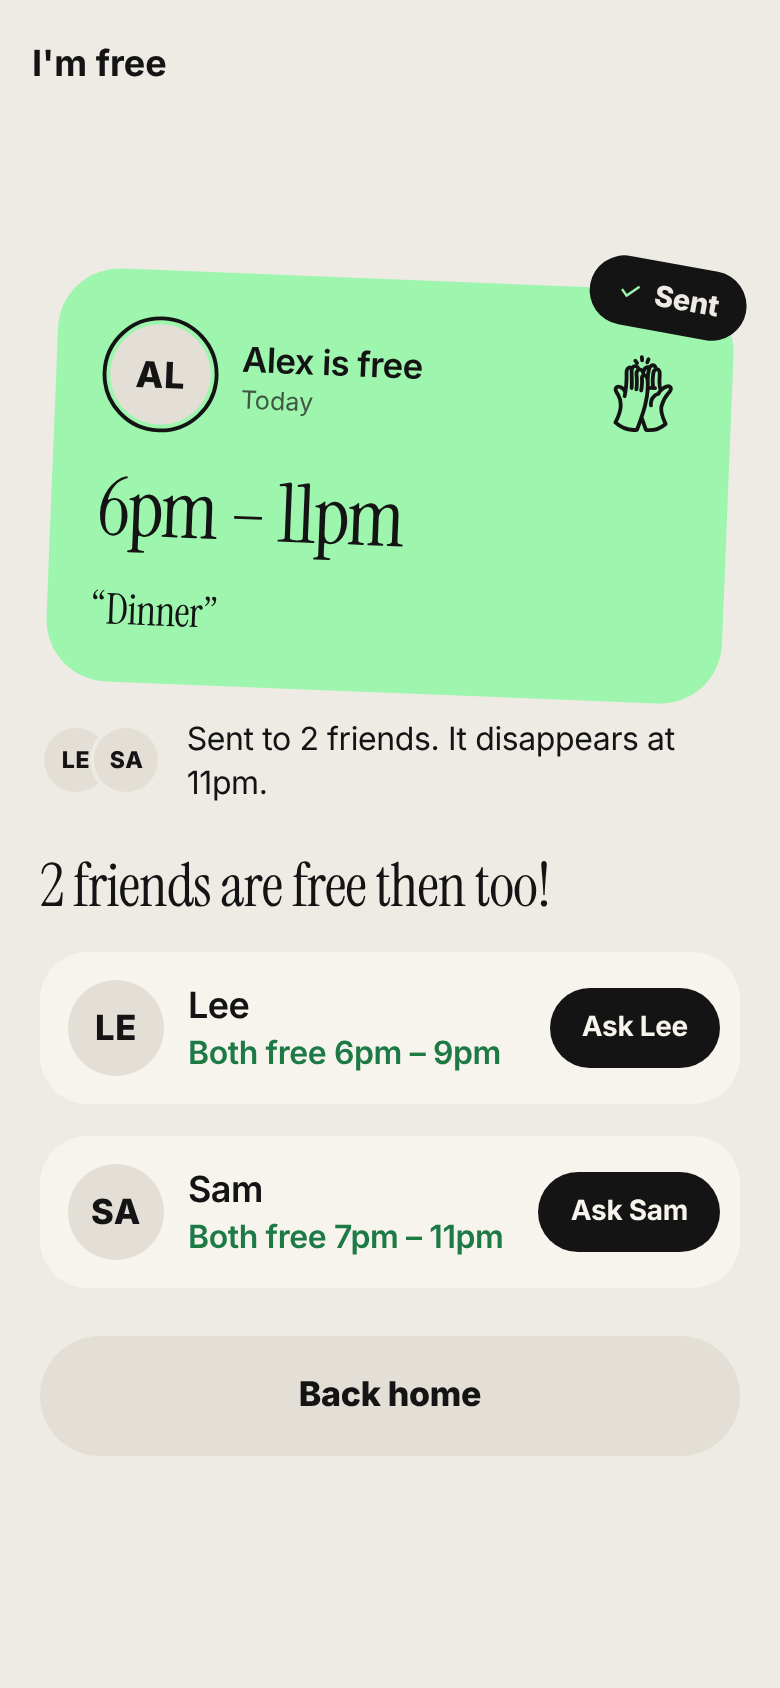 I'm free
✓ Sent
AL
Alex is free
Today
6pm – 11pm
“Dinner”
LE SA
Sent to 2 friends. It disappears at
11pm.
2 friends are free then too!
LE
Lee
Both free 6pm – 9pm
Ask Lee
SA
Sam
Both free 7pm – 11pm
Ask Sam
Back home